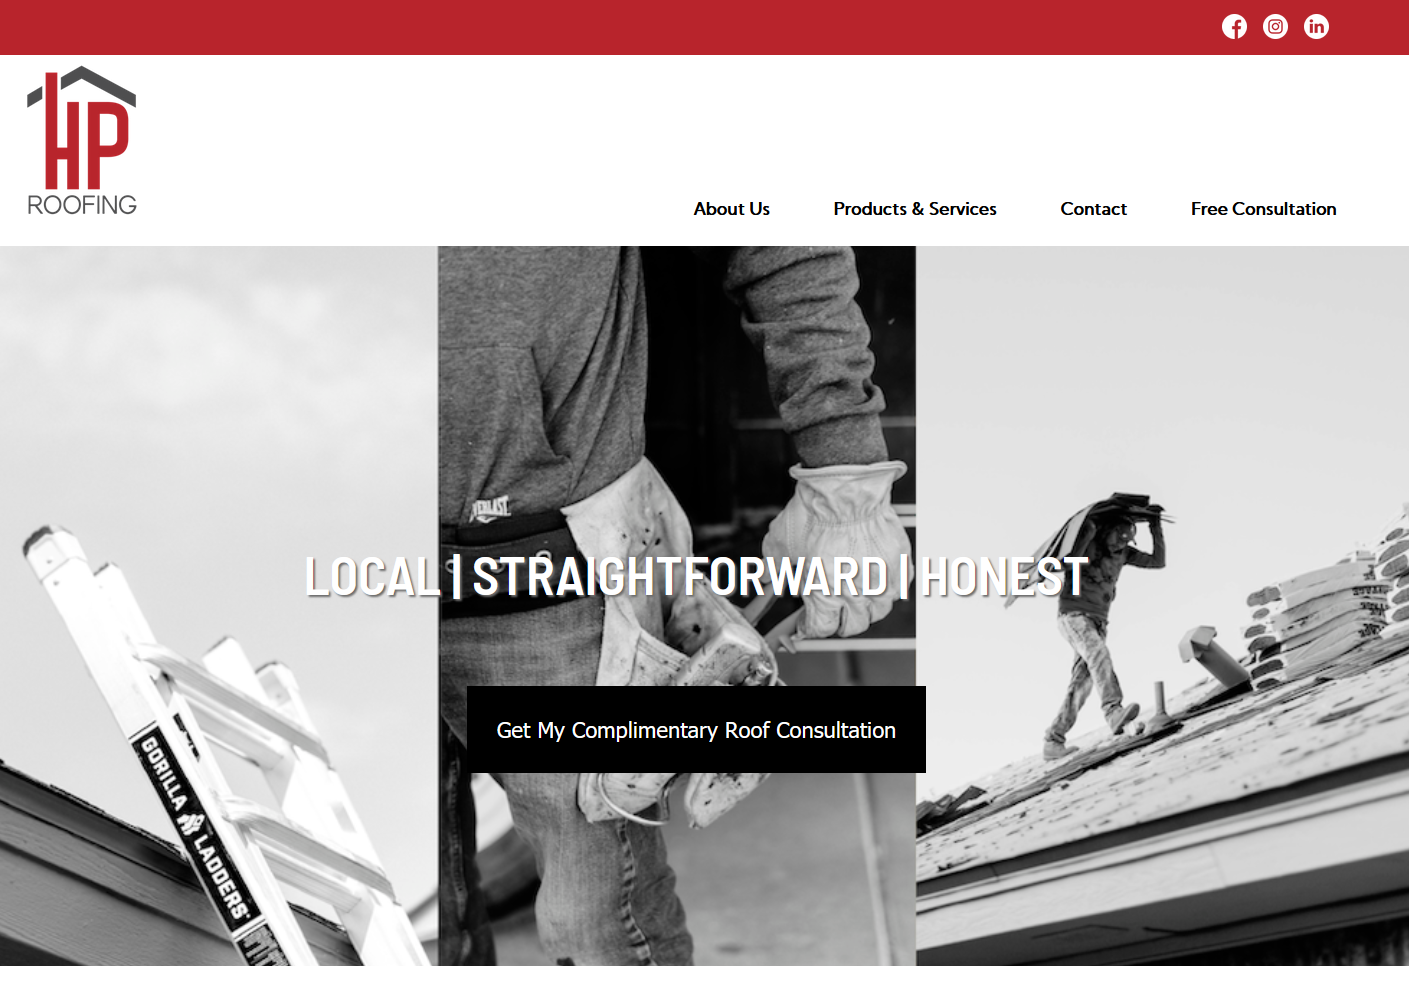 HP
ROOFING
About Us
Products & Services
Contact
Free Consultation
EVERLAST
LOCAL | STRAIGHTFORWARD | HONEST
Get My Complimentary Roof Consultation
GORILLA LADDERS